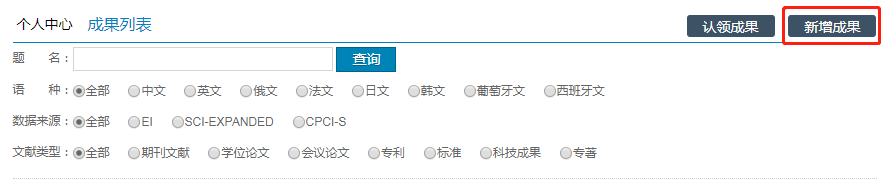 个人中心 成果列表 认领成果 新增成果
题 名： 查询
语 种： 全部 中文 英文 俄文 法文 日文 韩文 葡萄牙文 西班牙文
数据来源： 全部 EI SCI-EXPANDED CPCI-S
文献类型： 全部 期刊文献 学位论文 会议论文 专利 标准 科技成果 专著